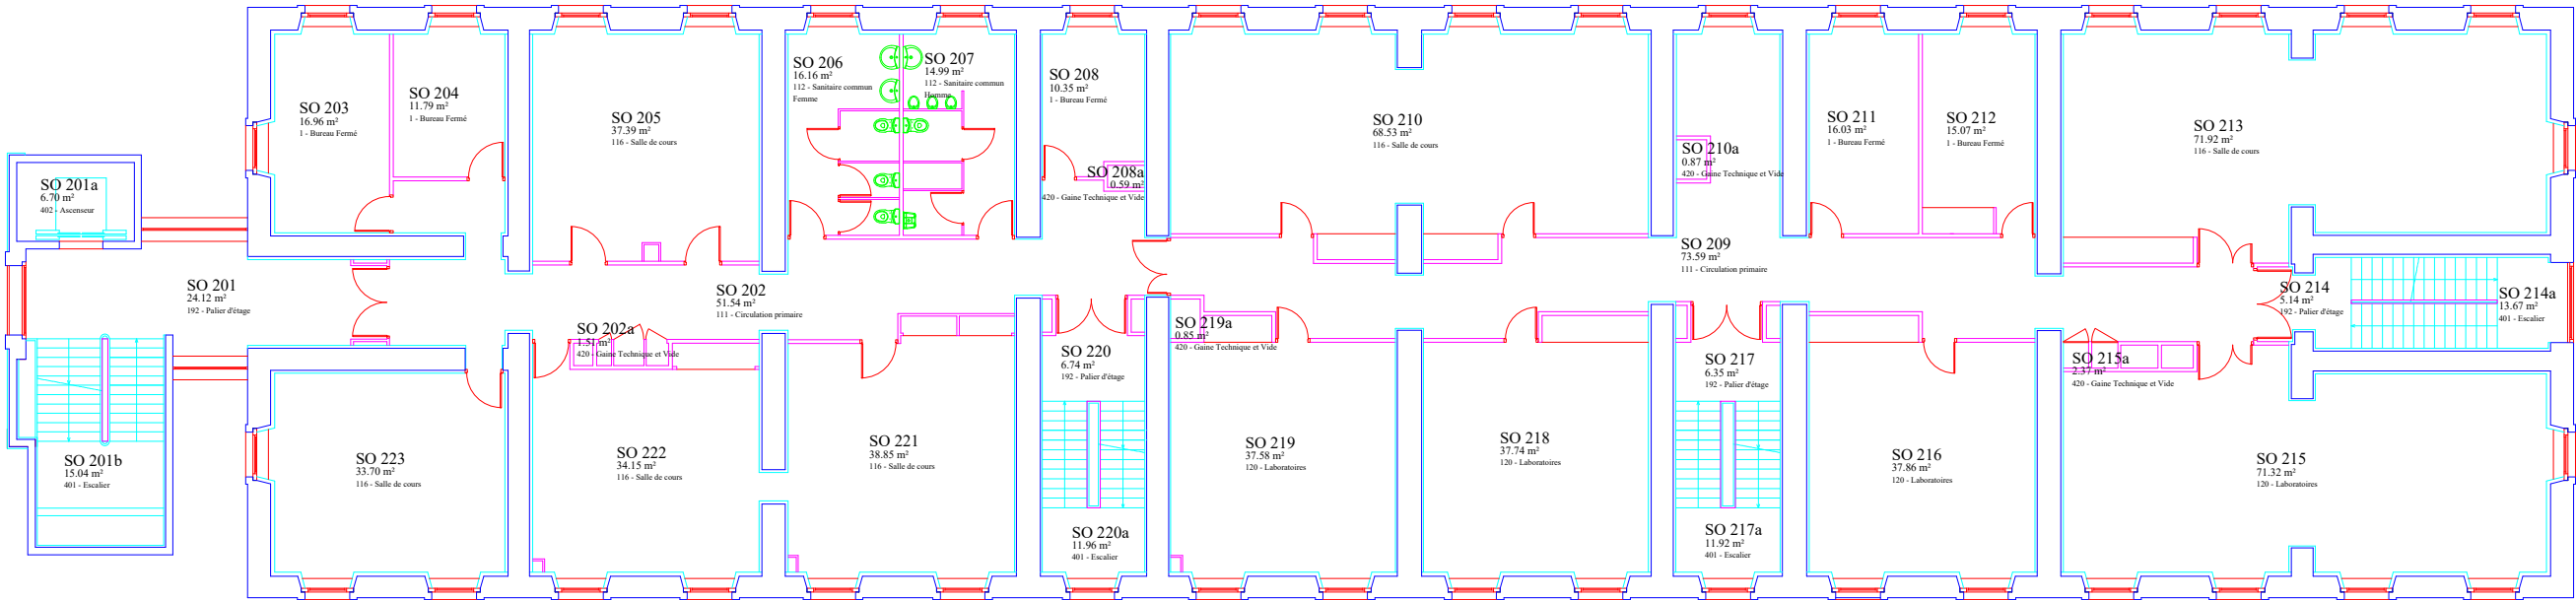 SO 203
16.96 m²
1 - Bureau Fermé
SO 204
11.79 m²
1 - Bureau Fermé
SO 205
37.39 m²
116 - Salle de cours
SO 206
16.16 m²
112 - Sanitaire commun
Femme
SO 207
14.99 m²
112 - Sanitaire commun
Homme
SO 208
10.35 m²
1 - Bureau Fermé
SO 208a
0.59 m²
420 - Gaine Technique et Vide
SO 210
68.53 m²
116 - Salle de cours
SO 210a
0.87 m²
420 - Gaine Technique et Vide
SO 211
16.03 m²
1 - Bureau Fermé
SO 212
15.07 m²
1 - Bureau Fermé
SO 213
71.92 m²
116 - Salle de cours
SO 201a
6.70 m²
402 - Ascenseur
SO 201
24.12 m²
192 - Palier d'étage
SO 202
51.54 m²
111 - Circulation primaire
SO 209
73.59 m²
111 - Circulation primaire
SO 214
5.14 m²
192 - Palier d'étage
SO 214a
13.67 m²
401 - Escalier
SO 202a
1.51 m²
420 - Gaine Technique et Vide
SO 219a
0.85 m²
420 - Gaine Technique et Vide
SO 220
6.74 m²
192 - Palier d'étage
SO 217
6.35 m²
192 - Palier d'étage
SO 215a
2.37 m²
420 - Gaine Technique et Vide
SO 201b
15.04 m²
401 - Escalier
SO 223
33.70 m²
116 - Salle de cours
SO 222
34.15 m²
116 - Salle de cours
SO 221
38.85 m²
116 - Salle de cours
SO 219
37.58 m²
120 - Laboratoires
SO 218
37.74 m²
120 - Laboratoires
SO 216
37.86 m²
120 - Laboratoires
SO 215
71.32 m²
120 - Laboratoires
SO 220a
11.96 m²
401 - Escalier
SO 217a
11.92 m²
401 - Escalier